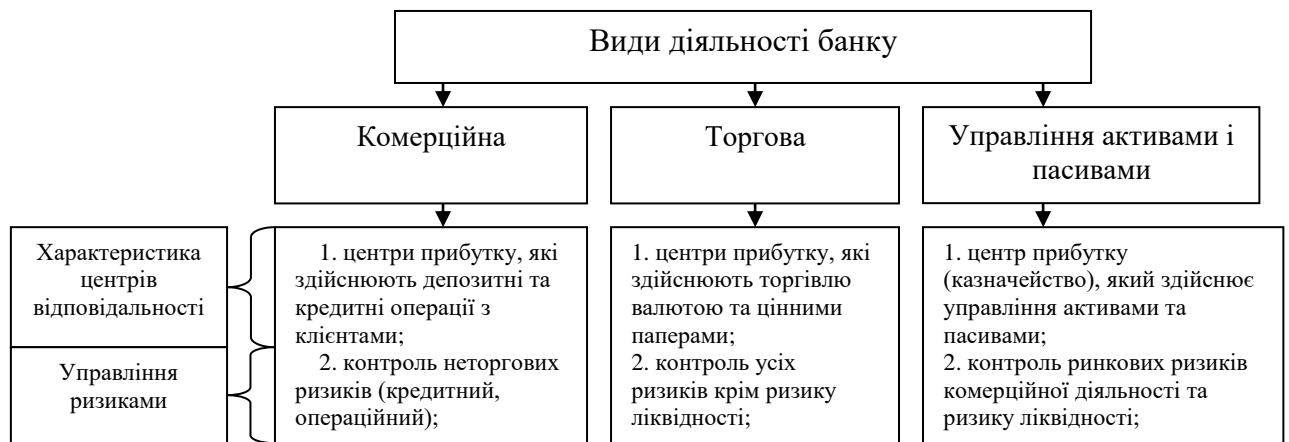 Види діяльності банку
Комерційна
Торгова
Управління активами і
пасивами
Характеристика
центрів
відповідальності
Управління
ризиками
1. центри прибутку, які
здійснюють депозитні та
кредитні операції з
клієнтами;
2. контроль неторгових
ризиків (кредитний,
операційний);
1. центри прибутку, які
здійснюють торгівлю
валютою та цінними
паперами;
2. контроль усіх
ризиків крім ризику
ліквідності;
1. центр прибутку
(казначейство), який здійснює
управління активами та
пасивами;
2. контроль ринкових ризиків
комерційної діяльності та
ризику ліквідності;